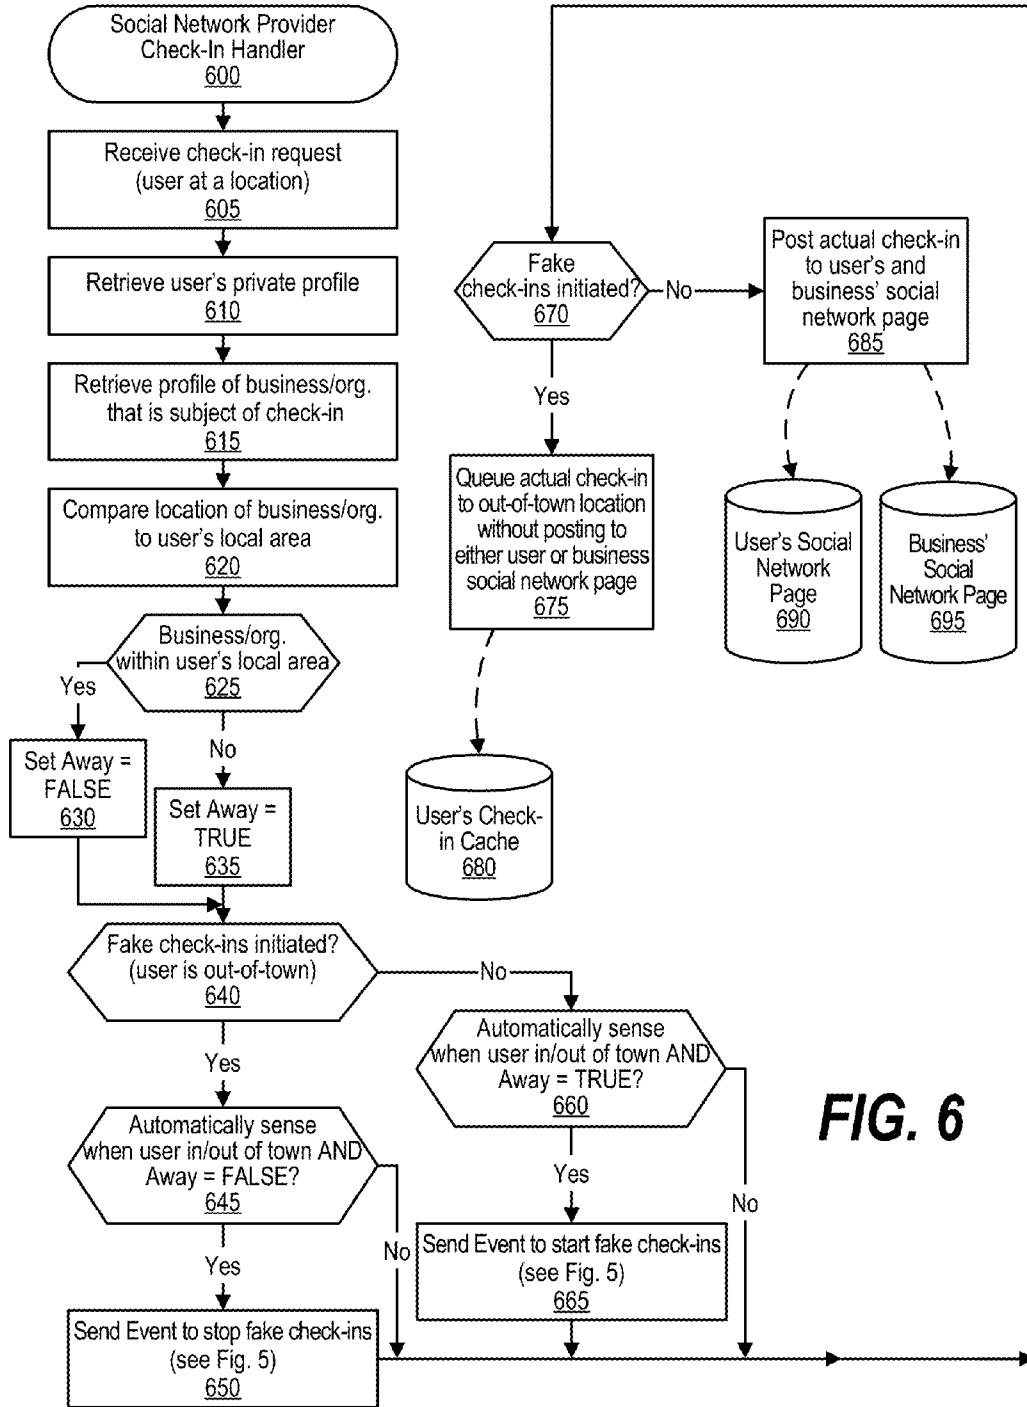 Social Network Provider
Check-In Handler
600
Receive check-in request
(user at a location)
605
Retrieve user's private profile
610
Retrieve profile of business/org.
that is subject of check-in
615
Compare location of business/org.
to user's local area
620
Business/org.
within user's local area
625
Yes
No
Set Away =
FALSE
630
Set Away =
TRUE
635
Fake check-ins initiated?
(user is out-of-town)
640
No
Yes
Automatically sense
when user in/out of town AND
Away = FALSE?
645
No
Yes
Send Event to stop fake check-ins
(see Fig. 5)
650
Automatically sense
when user in/out of town AND
Away = TRUE?
660
Yes
No
Send Event to start fake check-ins
(see Fig. 5)
665
Fake
check-ins initiated?
670
No
Yes
Queue actual check-in
to out-of-town location
without posting to
either user or business
social network page
675
User's Check-
in Cache
680
Post actual check-in
to user's and
business' social
network page
685
User's Social
Network
Page
690
Business'
Social
Network Page
695
FIG. 6